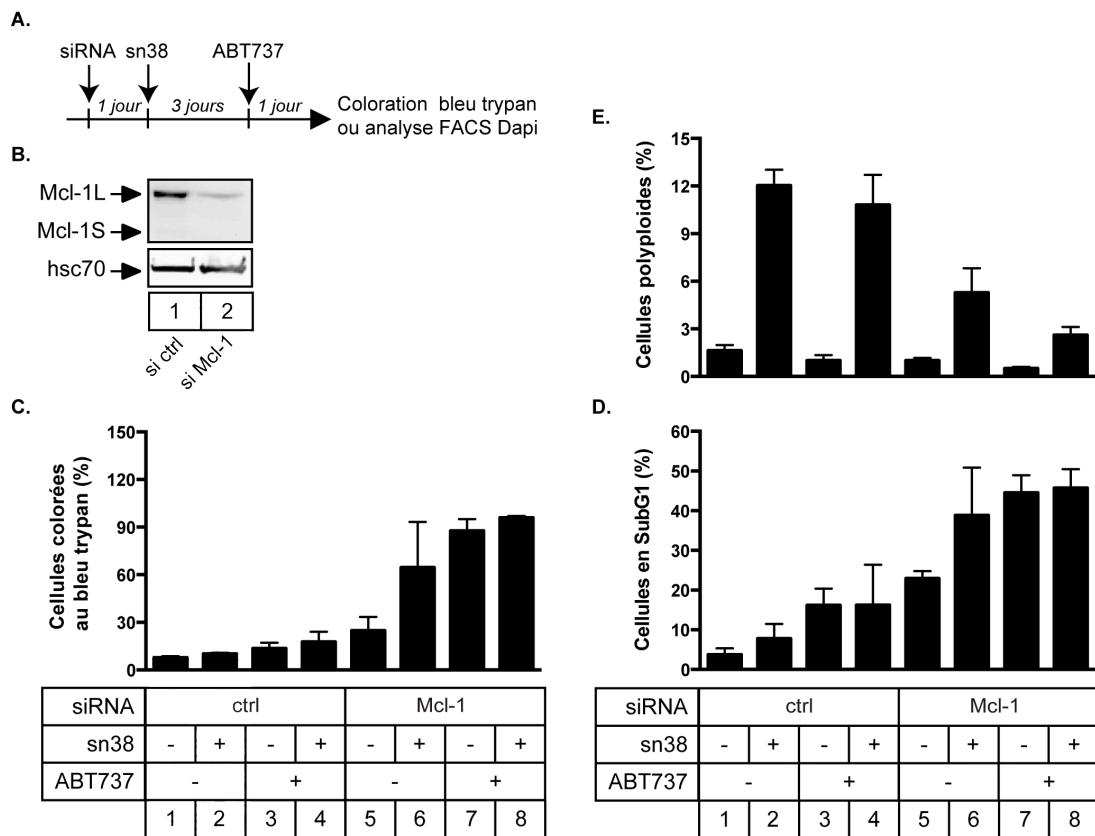 A.
siRNA sn38 ABT737
1 jour 3 jours 1 jour
Coloration bleu trypan
ou analyse FACS Dapi
B.
Mcl-1L
Mcl-1S
hsc70
1 2
si ctrl si Mcl-1
C.
Cellules colorées
au bleu trypan (%)
150
120
90
60
30
0
siRNA ctrl Mcl-1
sn38 - + - + - + - +
ABT737 - + - +
1 2 3 4 5 6 7 8
E.
Cellules polyploides (%)
15
12
9
6
3
0
D.
Cellules en SubG1 (%)
60
50
40
30
20
10
0
siRNA ctrl Mcl-1
sn38 - + - + - + - +
ABT737 - + - +
1 2 3 4 5 6 7 8